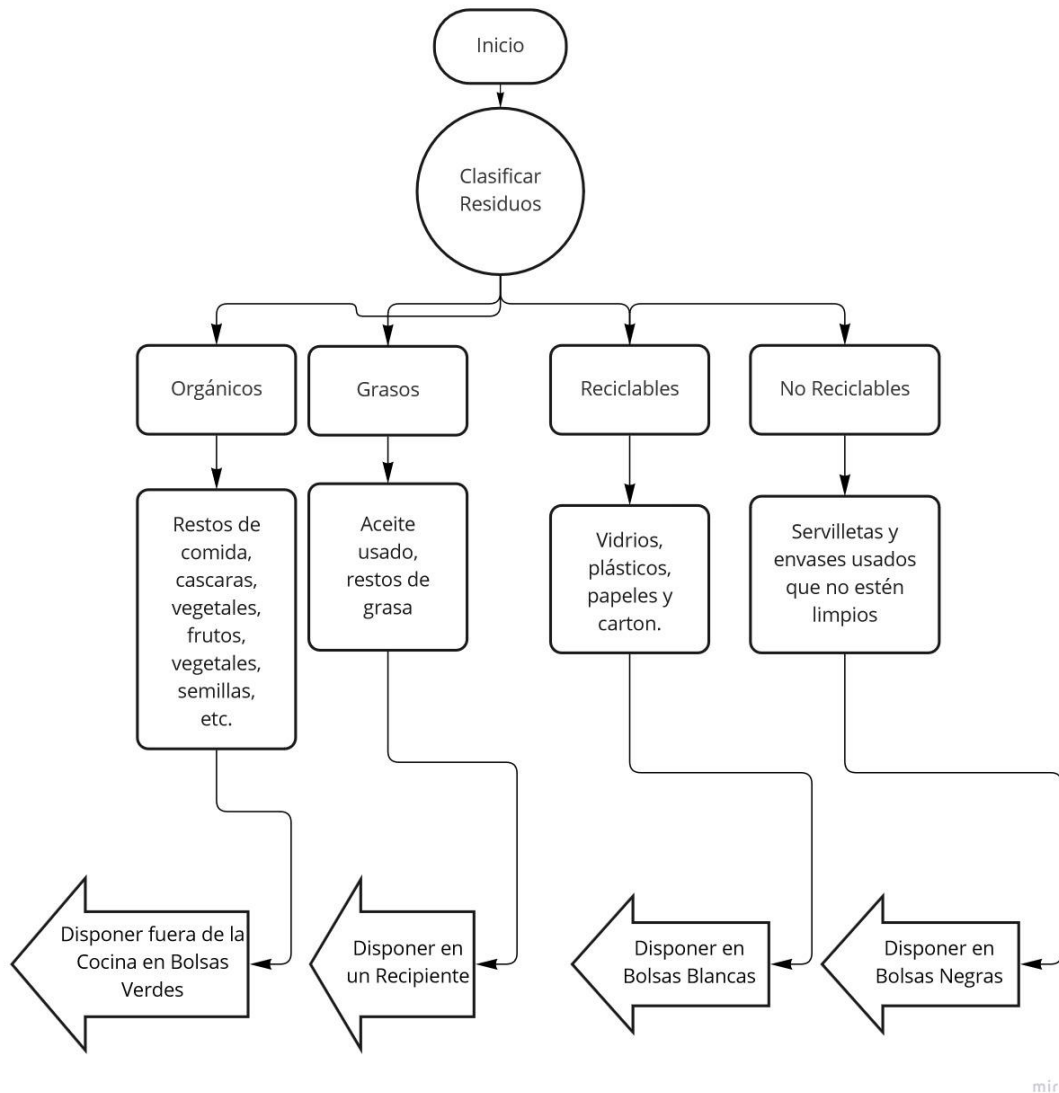 Inicio
Clasificar
Residuos
Orgánicos
Grasos
Reciclables
No Reciclables
Restos de
comida,
cascaras,
vegetales,
frutos,
vegetales,
semillas,
etc.
Aceite
usado,
restos de
grasa
Vidrios,
plásticos,
papeles y
carton.
Servilletas y
envases usados
que no estén
limpios
Disponer fuera de la
Cocina en Bolsas
Verdes
Disponer en
un Recipiente
Disponer en
Bolsas Blancas
Disponer en
Bolsas Negras
mir